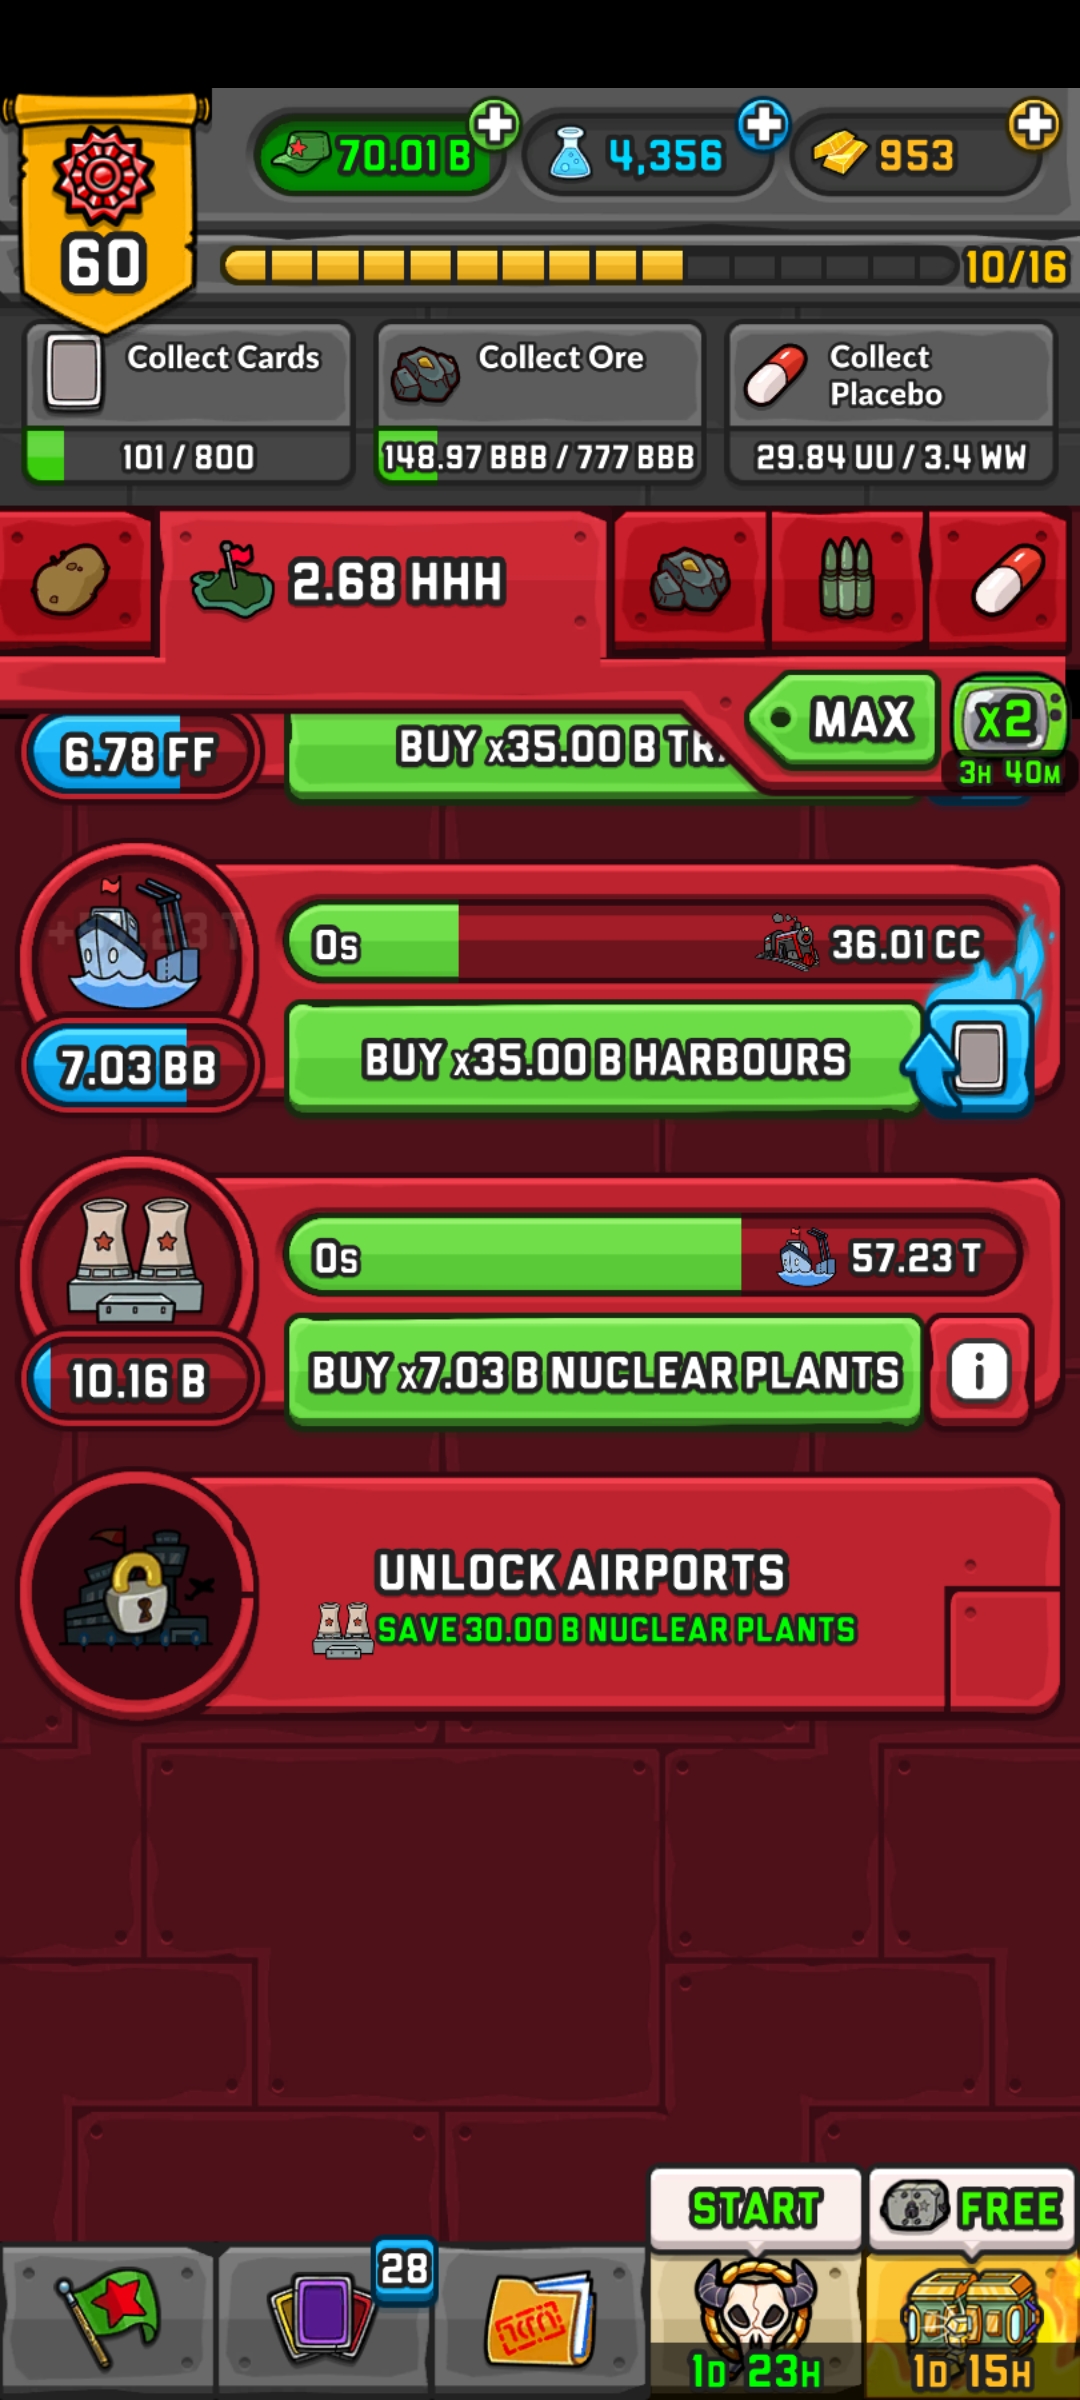 70.01 B
4,356
953
60
10/16
Collect Cards
101 / 800
Collect Ore
148.97 BBB / 777 BBB
Collect
Placebo
29.84 UU / 3.4 WW
2.68 HHH
MAX
x2
3H 40M
6.78 FF
BUY x35.00 B
0s
36.01 CC
7.03 BB
BUY x35.00 B HARBOURS
0s
57.23 T
10.16 B
BUY x7.03 B NUCLEAR PLANTS
i
UNLOCK AIRPORTS
SAVE 30.00 B NUCLEAR PLANTS
START
FREE
28
1D 23H
1D 15H